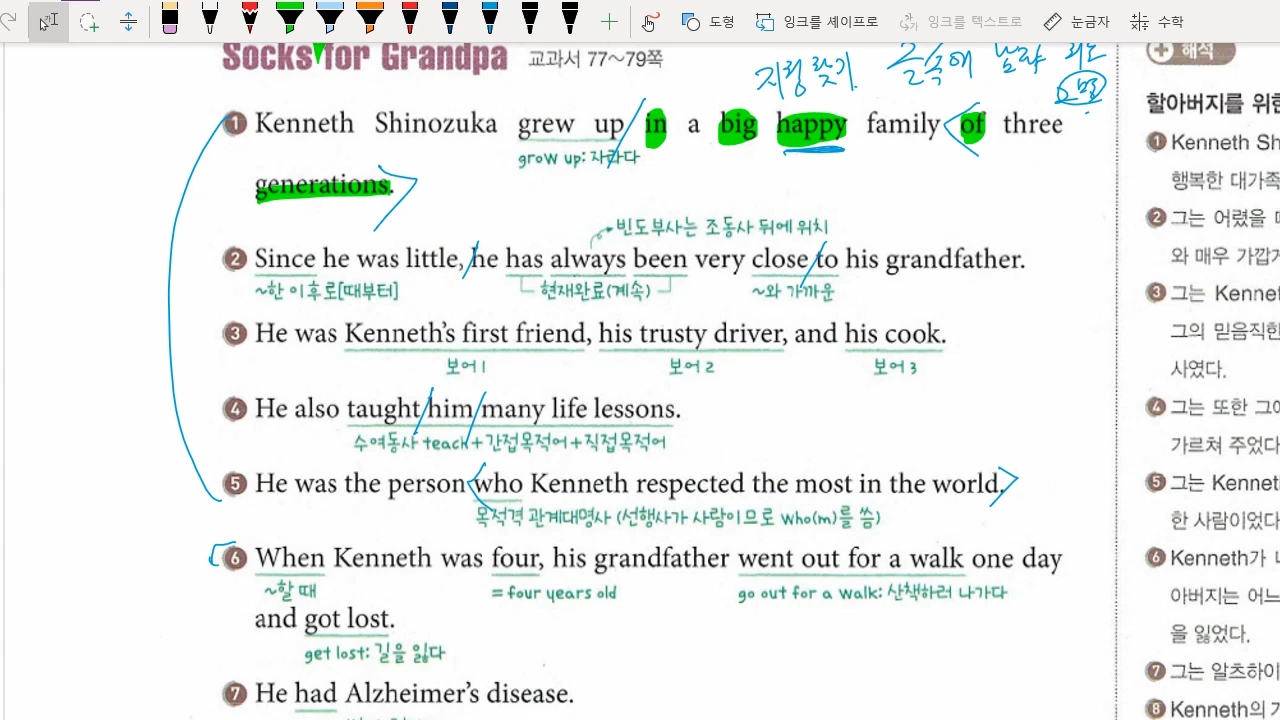 도형 잉크를 셰이프로 잉크를 텍스트로 눈금자 수학
Socks for Grandpa 교과서 77~79쪽
지칭 찾기
+ 해석
할아버지를 위한
1 Kenneth Shinozuka grew up in a big happy family of three
grow up: 자라다
generations.
빈도부사는 조동사 뒤에 위치
2 Since he was little, he has always been very close to his grandfather.
~한 이후로[때부터] 현재완료(계속) ~와 가까운
3 He was Kenneth's first friend, his trusty driver, and his cook.
보어 1 보어 2 보어 3
4 He also taught him many life lessons.
수여동사 teach+간접목적어+직접목적어
5 He was the person who Kenneth respected the most in the world.
목적격 관계대명사 (선행사가 사람이므로 who(m)를 씀)
6 When Kenneth was four, his grandfather went out for a walk one day
~할 때 = four years old go out for a walk: 산책하러 나가다
and got lost.
get lost: 길을 잃다
7 He had Alzheimer's disease.
1 Kenneth Sh
행복한 대가족
2 그는 어렸을
와 매우 가깝
3 그는 Kennet
그의 믿음직한
사였다.
4 그는 또한 그
가르쳐 주었다
5 그는 Kennet
한 사람이었다
6 Kenneth가
아버지는 어느
을 잃었다.
7 그는 알츠하이
8 Kenneth의